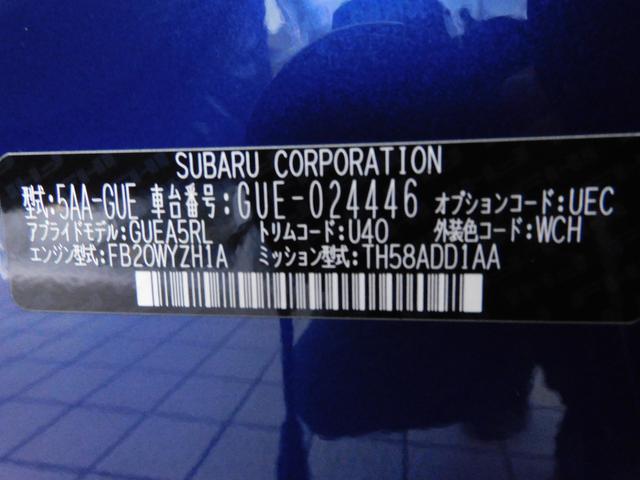 SUBARU CORPORATION
型式:5AA-GUE 車台番号:GUE-024446 オプションコード:UEC
アプライドモデル:GUEA5RL トリムコード:U40 外装色コード:WCH
エンジン型式:FB20WYZH1A ミッション型式:TH58ADD1AA